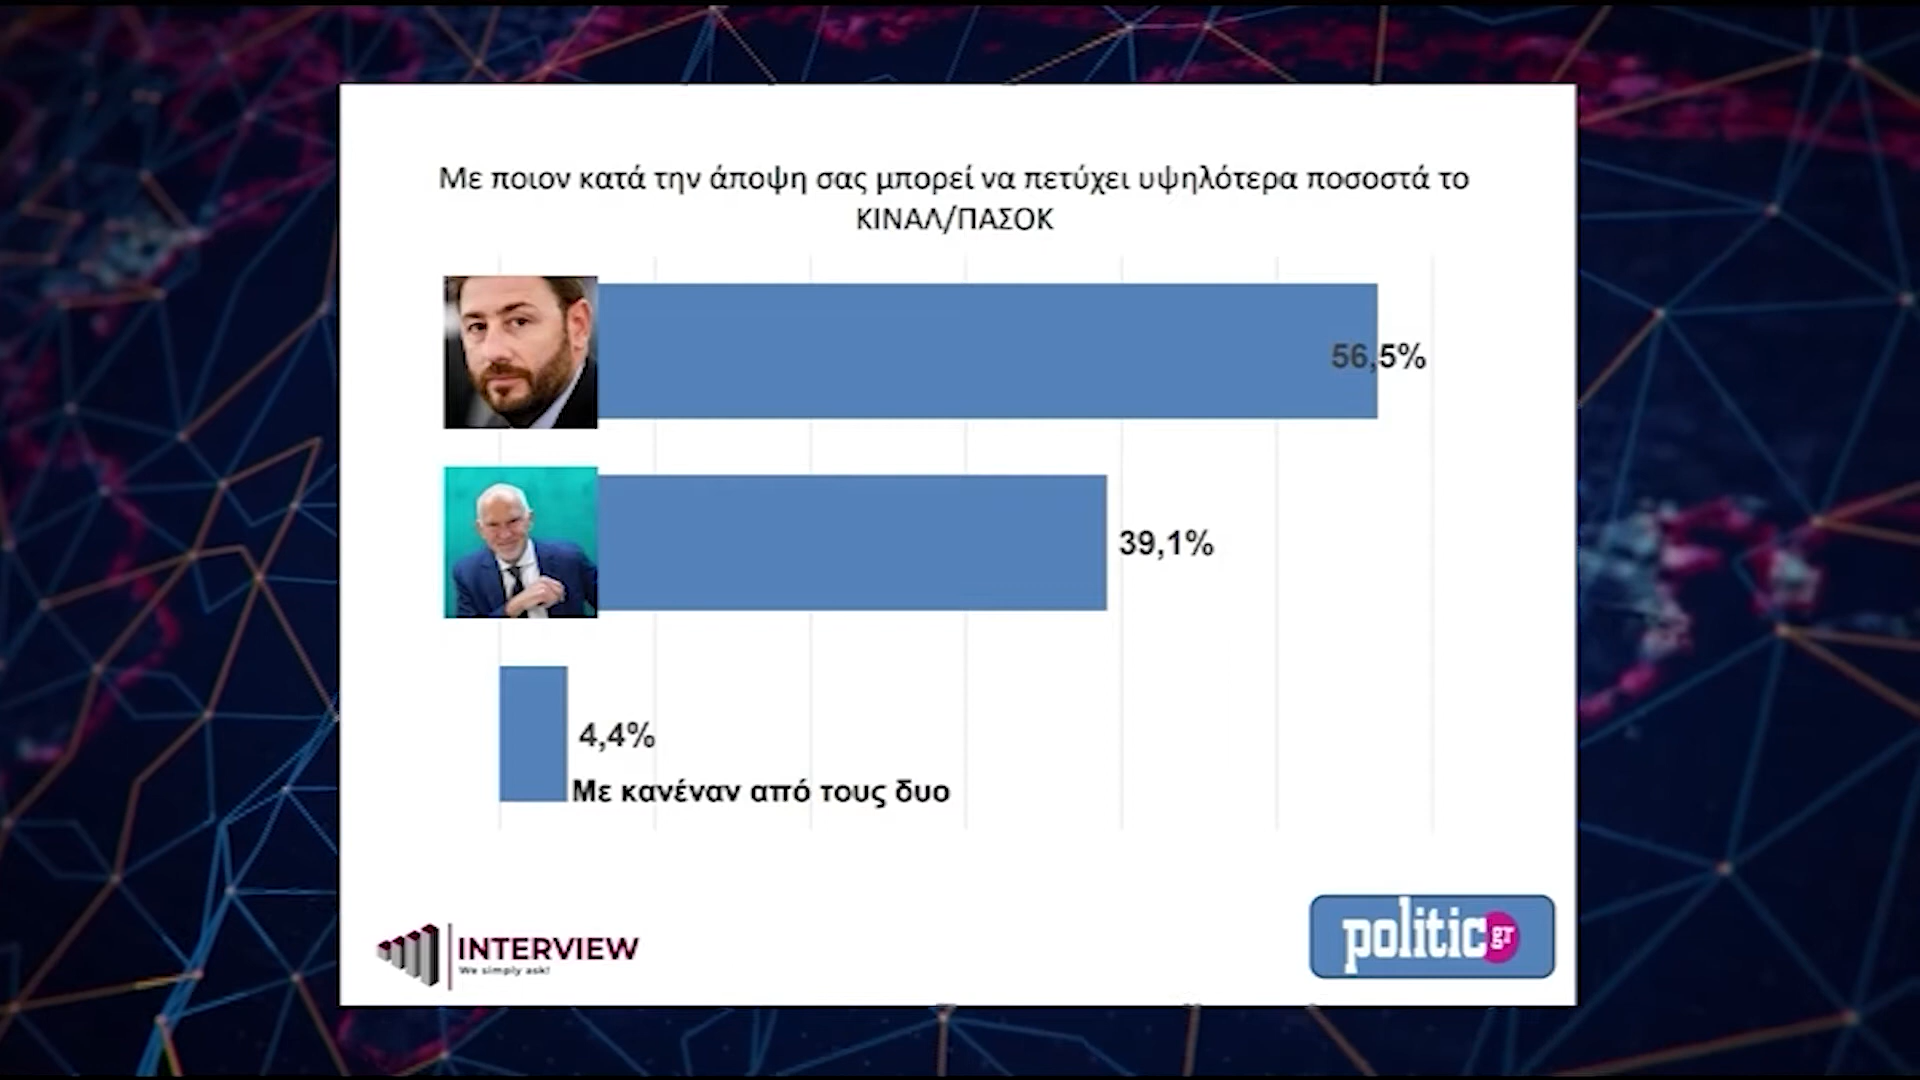 Με ποιον κατά την άποψη σας μπορεί να πετύχει υψηλότερα ποσοστά το
ΚΙΝΑΛ/ΠΑΣΟΚ
56,5%
39,1%
4,4%
Με κανέναν από τους δυο
INTERVIEW
We simply ask!
politic gr